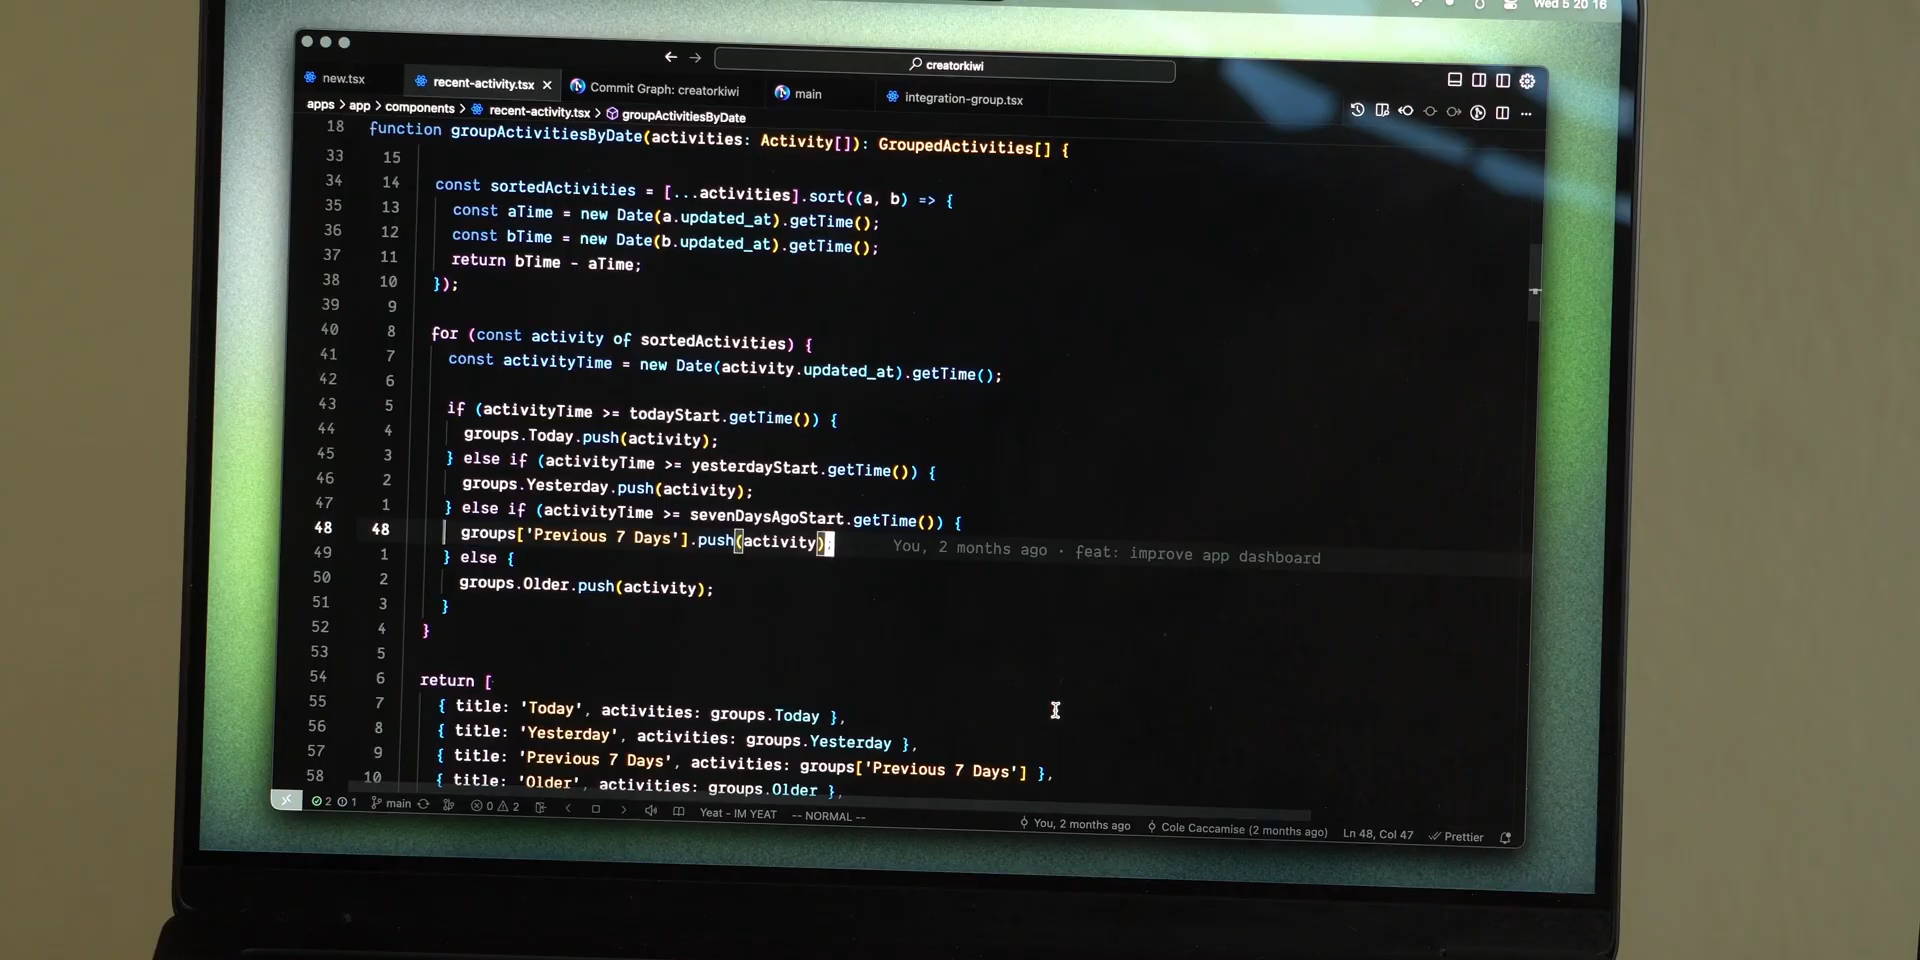 Wed 5 20 16
creatorkiwi
new.tsx recent-activity.tsx Commit Graph: creatorkiwi main integration-group.tsx
apps > app > components > recent-activity.tsx > groupActivitiesByDate
18 function groupActivitiesByDate(activities: Activity[]): GroupedActivities[] {
33 15
34 14 const sortedActivities = [...activities].sort((a, b) => {
35 13 const aTime = new Date(a.updated_at).getTime();
36 12 const bTime = new Date(b.updated_at).getTime();
37 11 return bTime - aTime;
38 10 });
39 9
40 8 for (const activity of sortedActivities) {
41 7 const activityTime = new Date(activity.updated_at).getTime();
42 6
43 5 if (activityTime >= todayStart.getTime()) {
44 4 groups.Today.push(activity);
45 3 } else if (activityTime >= yesterdayStart.getTime()) {
46 2 groups.Yesterday.push(activity);
47 1 } else if (activityTime >= sevenDaysAgoStart.getTime()) {
48 48 groups['Previous 7 Days'].push(activity); You, 2 months ago • feat: improve app dashboard
49 1 } else {
50 2 groups.Older.push(activity);
51 3 }
52 4 }
53 5
54 6 return [
55 7 { title: 'Today', activities: groups.Today },
56 8 { title: 'Yesterday', activities: groups.Yesterday },
57 9 { title: 'Previous 7 Days', activities: groups['Previous 7 Days'] },
58 10 { title: 'Older', activities: groups.Older },
2 1 main 0 2 Yeat - IM YEAT -- NORMAL -- You, 2 months ago Cole Caccamise (2 months ago) Ln 48, Col 47 Prettier